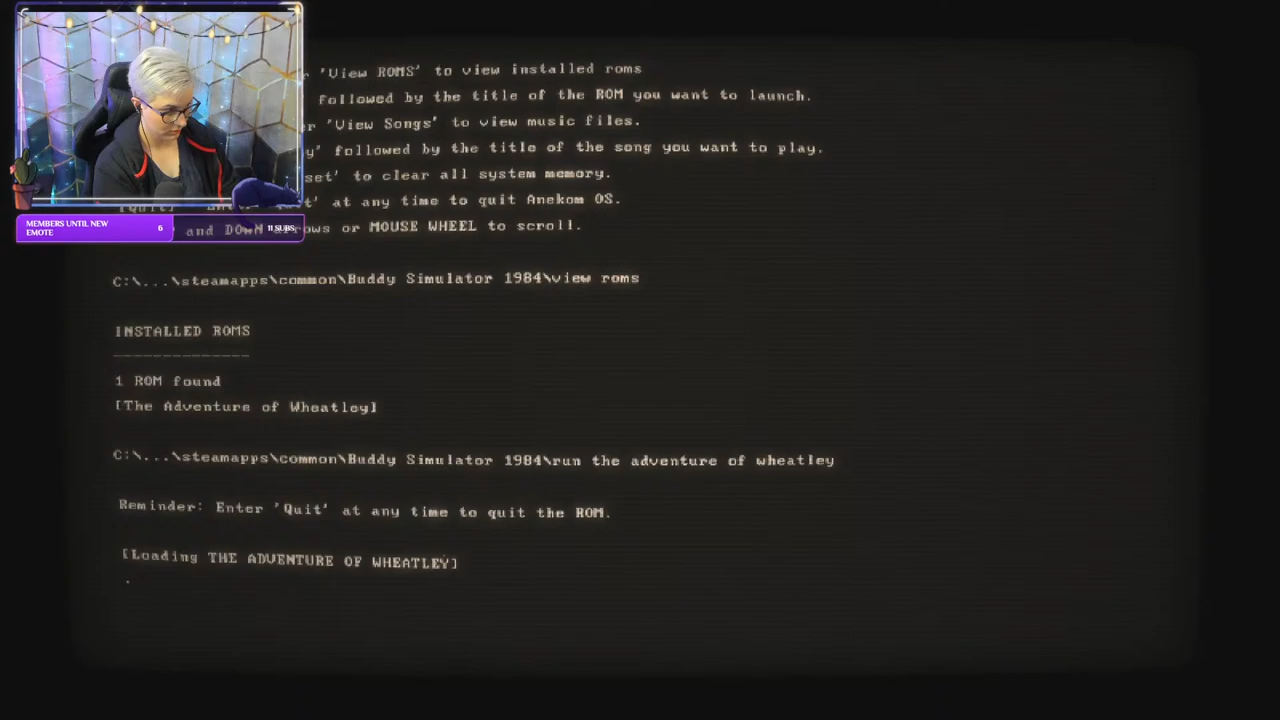 'View ROMS' to view installed roms
followed by the title of the ROM you want to launch.
'View Songs' to view music files.
followed by the title of the song you want to play.
to clear all system memory.
at any time to quit Anekom OS.
and DOWN arrows or MOUSE WHEEL to scroll.
MEMBERS UNTIL NEW
EMOTE
6
11 SUBS
C:\...\steamapps\common\Buddy Simulator 1984\view roms
INSTALLED ROMS
--------------
1 ROM found
[The Adventure of Wheatley]
C:\...\steamapps\common\Buddy Simulator 1984\run the adventure of wheatley
Reminder: Enter 'Quit' at any time to quit the ROM.
[Loading THE ADVENTURE OF WHEATLEY]
.